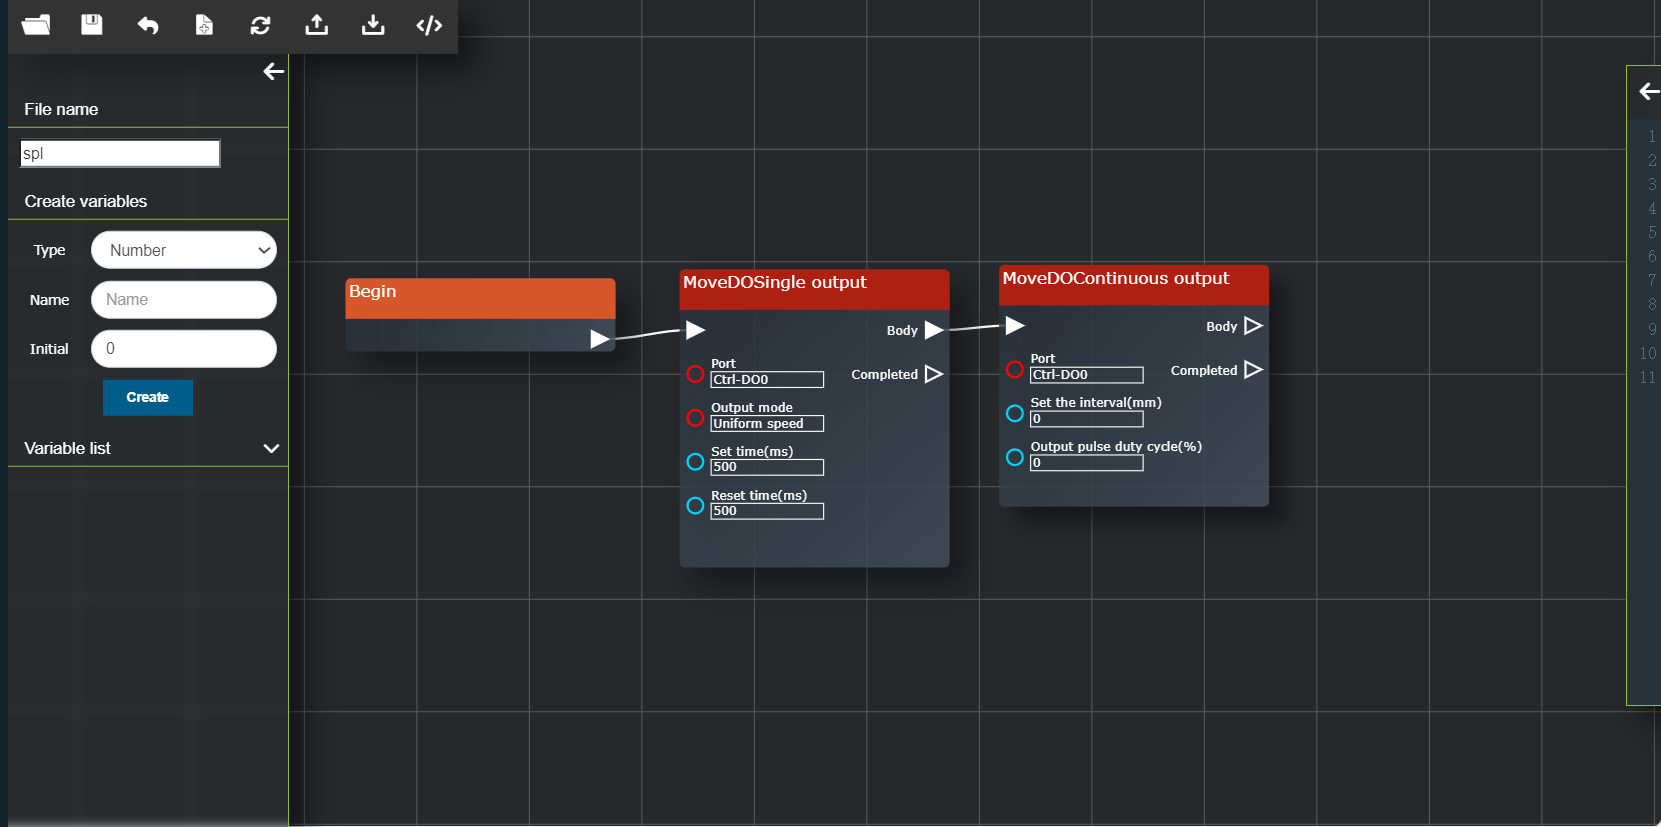 File name
spl
Create variables
Type
Number
Name
Name
Initial
0
Create
Variable list
Begin
MoveDOSingle output
Body
Port
Ctrl-DO0
Completed
Output mode
Uniform speed
Set time(ms)
500
Reset time(ms)
500
MoveDOContinuous output
Body
Port
Ctrl-DO0
Completed
Set the interval(mm)
0
Output pulse duty cycle(%)
0
1
2
3
4
5
6
7
8
9
10
11